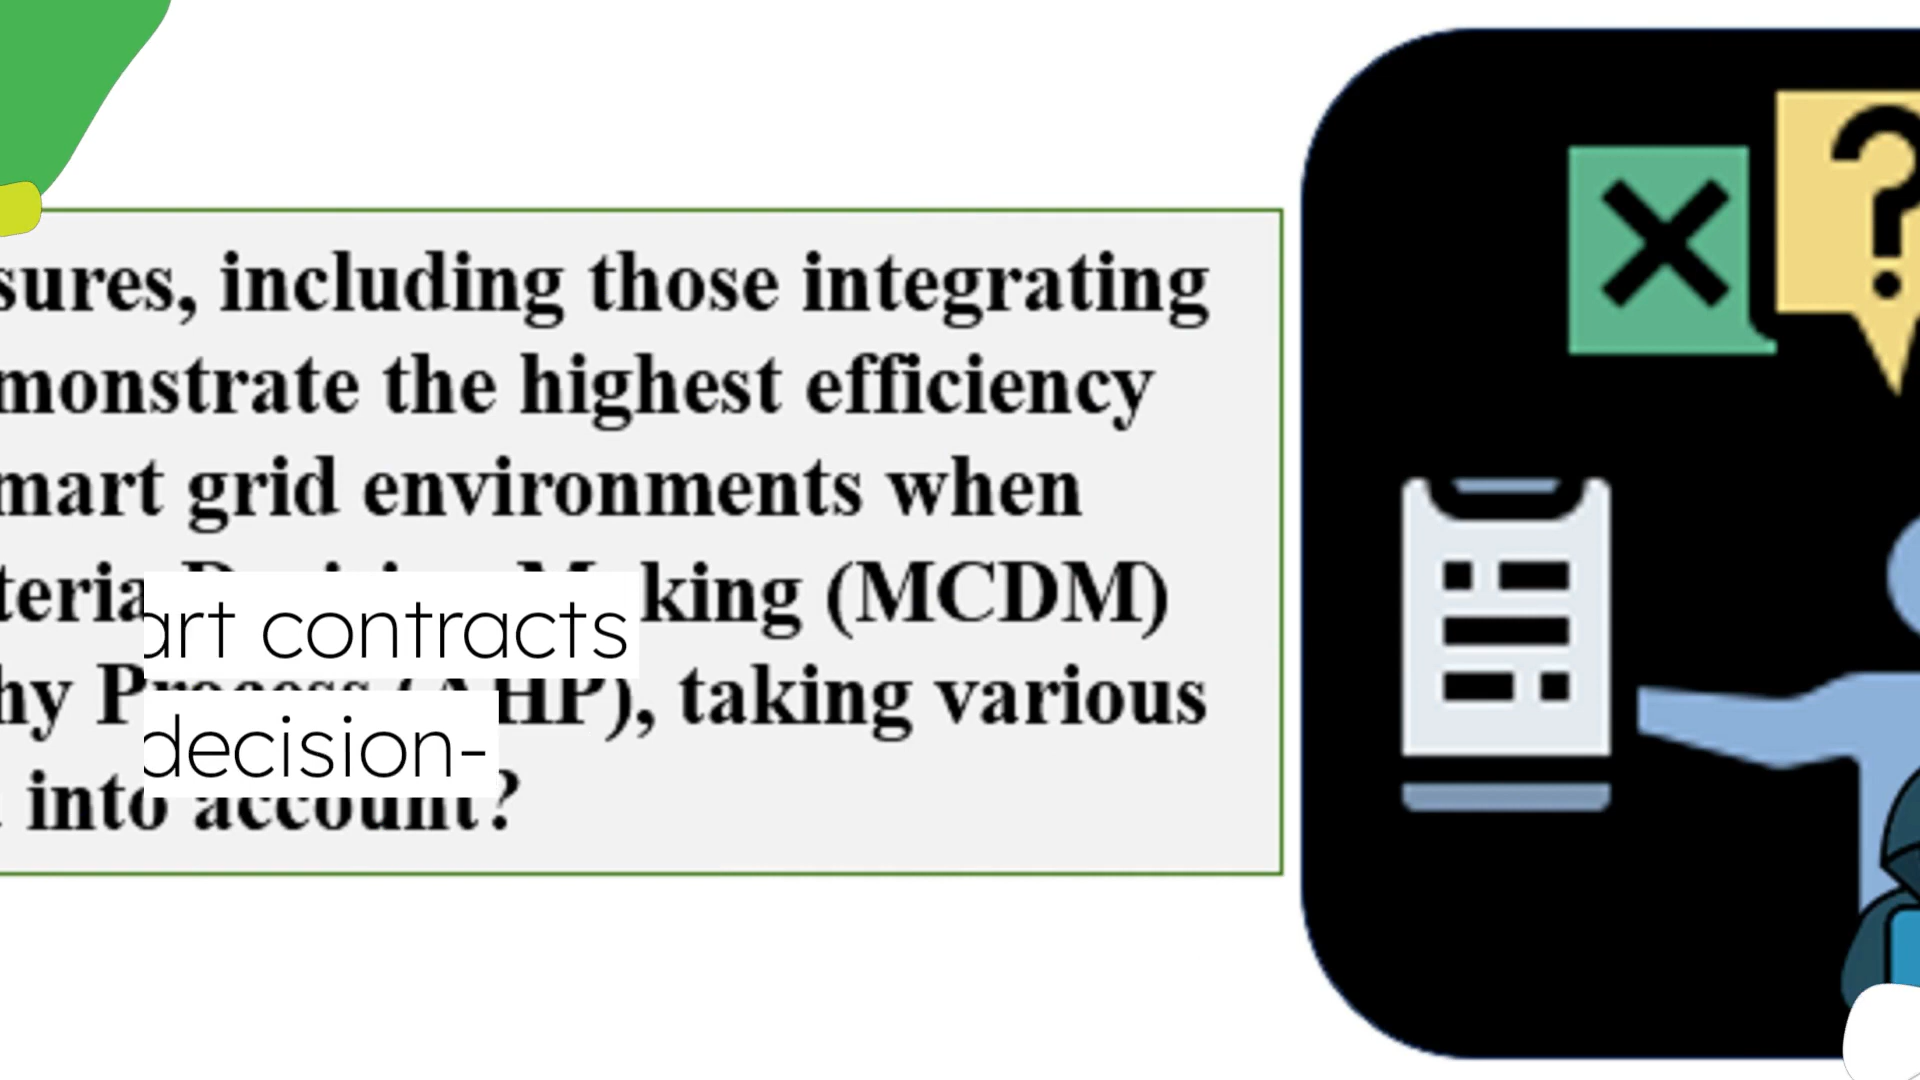 sures, including those integrating
monstrate the highest efficiency
mart grid environments when
teria king (MCDM)
art contracts
hy taking various
decision-
into account?
?